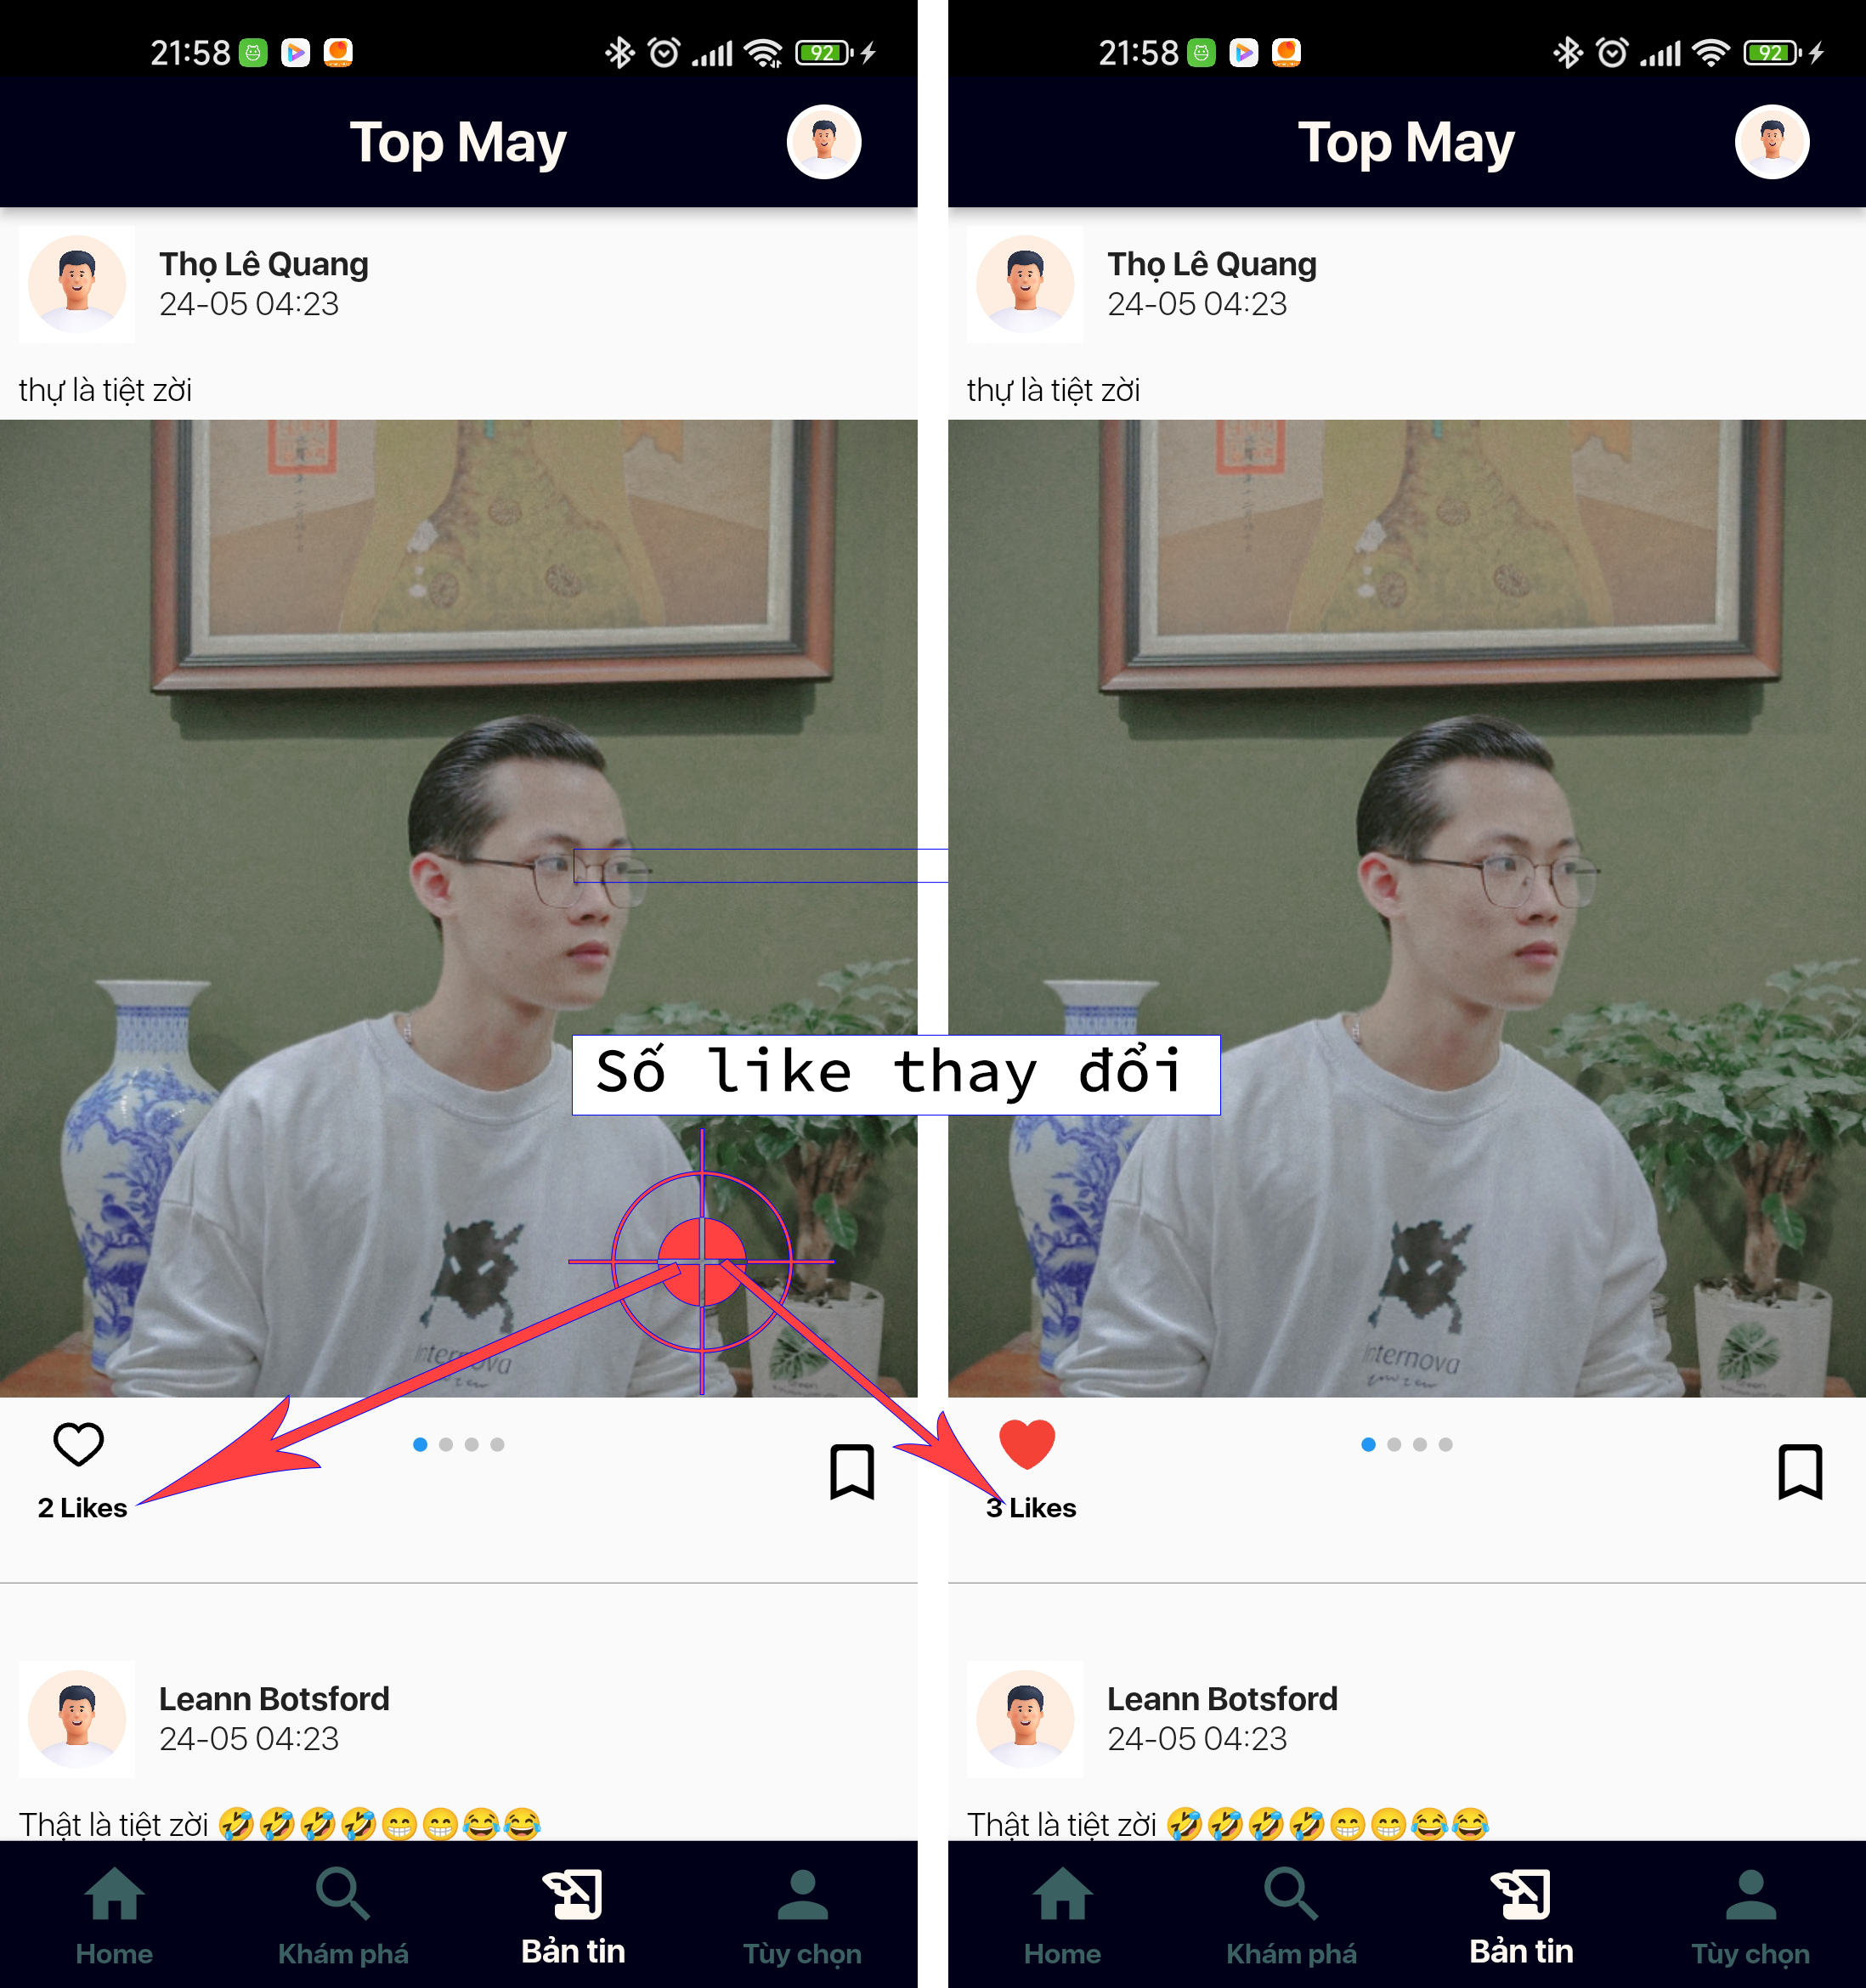 21:58
92
Top May
Thọ Lê Quang
24-05 04:23
thự là tiệt zời
Internova
2 Likes
Leann Botsford
24-05 04:23
Thật là tiệt zời 🤣🤣🤣🤣😁😁😂😂
Home
Khám phá
Bản tin
Tùy chọn
Số like thay đổi
21:58
92
Top May
Thọ Lê Quang
24-05 04:23
thự là tiệt zời
Internova
3 Likes
Leann Botsford
24-05 04:23
Thật là tiệt zời 🤣🤣🤣🤣😁😁😂😂
Home
Khám phá
Bản tin
Tùy chọn